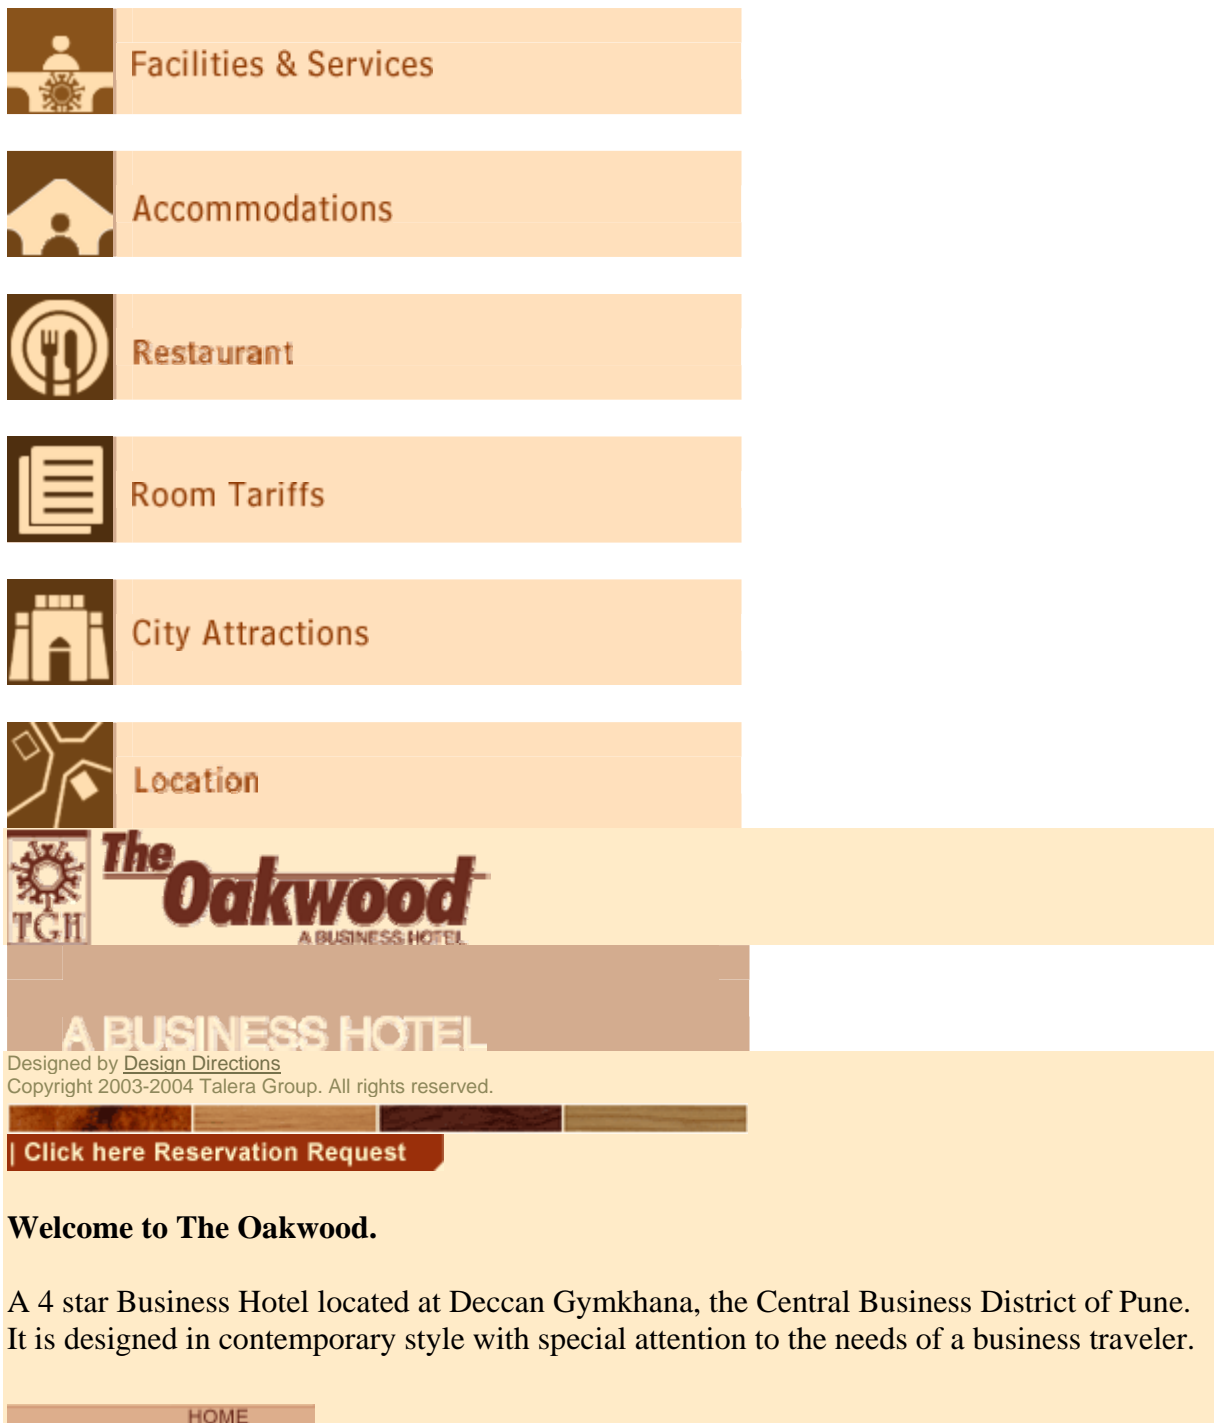 Facilities & Services
Accommodations
Restaurant
Room Tariffs
City Attractions
Location
TGH
The
Oakwood
A BUSINESS HOTEL
A BUSINESS HOTEL
Designed by Design Directions
Copyright 2003-2004 Talera Group. All rights reserved.
| Click here Reservation Request
Welcome to The Oakwood.
A 4 star Business Hotel located at Deccan Gymkhana, the Central Business District of Pune.
It is designed in contemporary style with special attention to the needs of a business traveler.
HOME